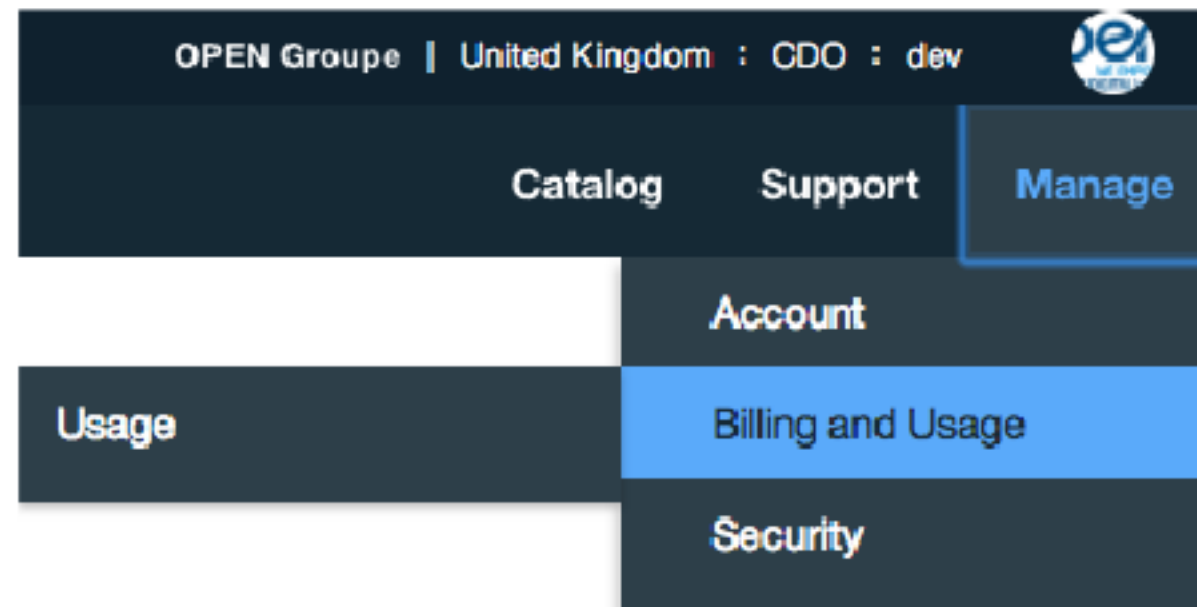 OPEN Groupe | United Kingdom : CDO : dev
Catalog Support Manage
Account
Usage Billing and Usage
Security